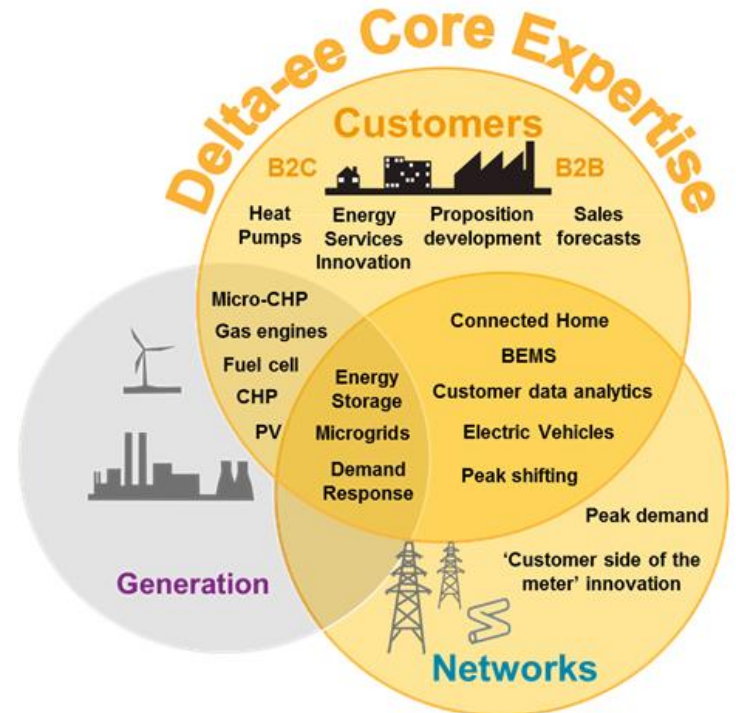 Delta-ee Core Expertise
Customers
B2C
B2B
Heat
Pumps
Energy
Services
Innovation
Proposition
development
Sales
forecasts
Micro-CHP
Gas engines
Fuel cell
CHP
PV
Energy
Storage
Microgrids
Demand
Response
Connected Home
BEMS
Customer data analytics
Electric Vehicles
Peak shifting
Peak demand
‘Customer side of the
meter’ innovation
Generation
Networks